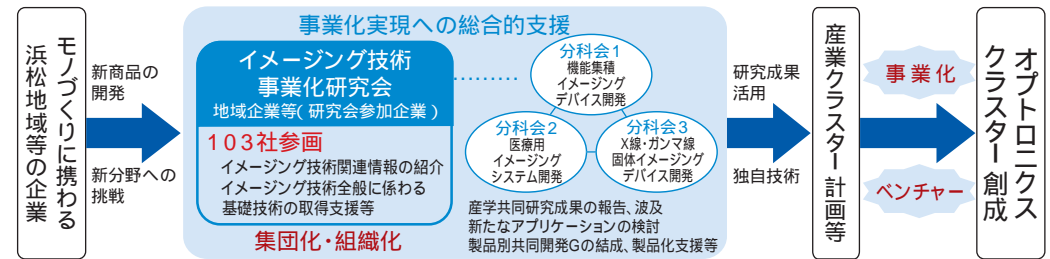 モノづくりに携わる
浜松地域等の企業
新商品の
開発
新分野への
挑戦
事業化実現への総合的支援
イメージング技術
事業化研究会
地域企業等（研究会参加企業）
103社参画
イメージング技術関連情報の紹介
イメージング技術全般に係わる
基礎技術の取得支援等
集団化・組織化
分科会1
機能集積
イメージング
デバイス開発
分科会2
医療用
イメージング
システム開発
分科会3
X線・ガンマ線
固体イメージング
デバイス開発
産学共同研究成果の報告、波及
新たなアプリケーションの検討
製品別共同開発Gの結成、製品化支援等
研究成果
活用
独自技術
産業クラスター計画等
事業化
ベンチャー
オプトロニクス
クラスター創成